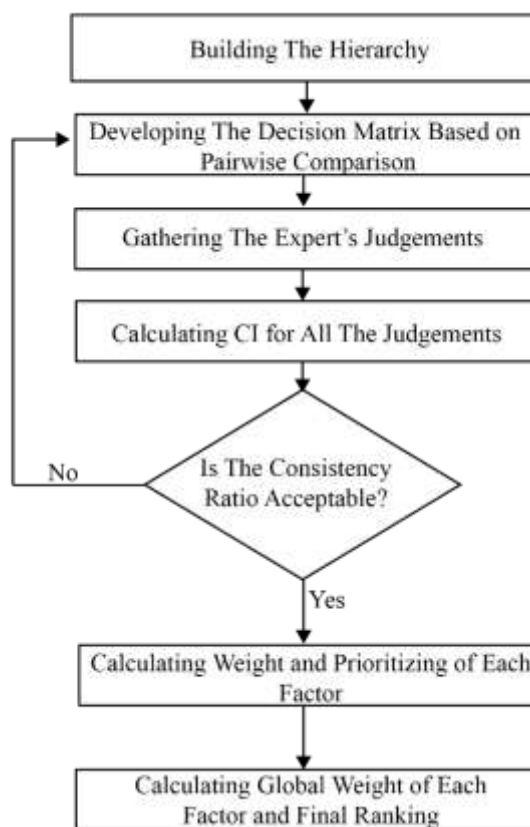 Building The Hierarchy
Developing The Decision Matrix Based on
Pairwise Comparison
Gathering The Expert's Judgements
Calculating CI for All The Judgements
Is The Consistency
Ratio Acceptable?
No
Yes
Calculating Weight and Prioritizing of Each
Factor
Calculating Global Weight of Each
Factor and Final Ranking